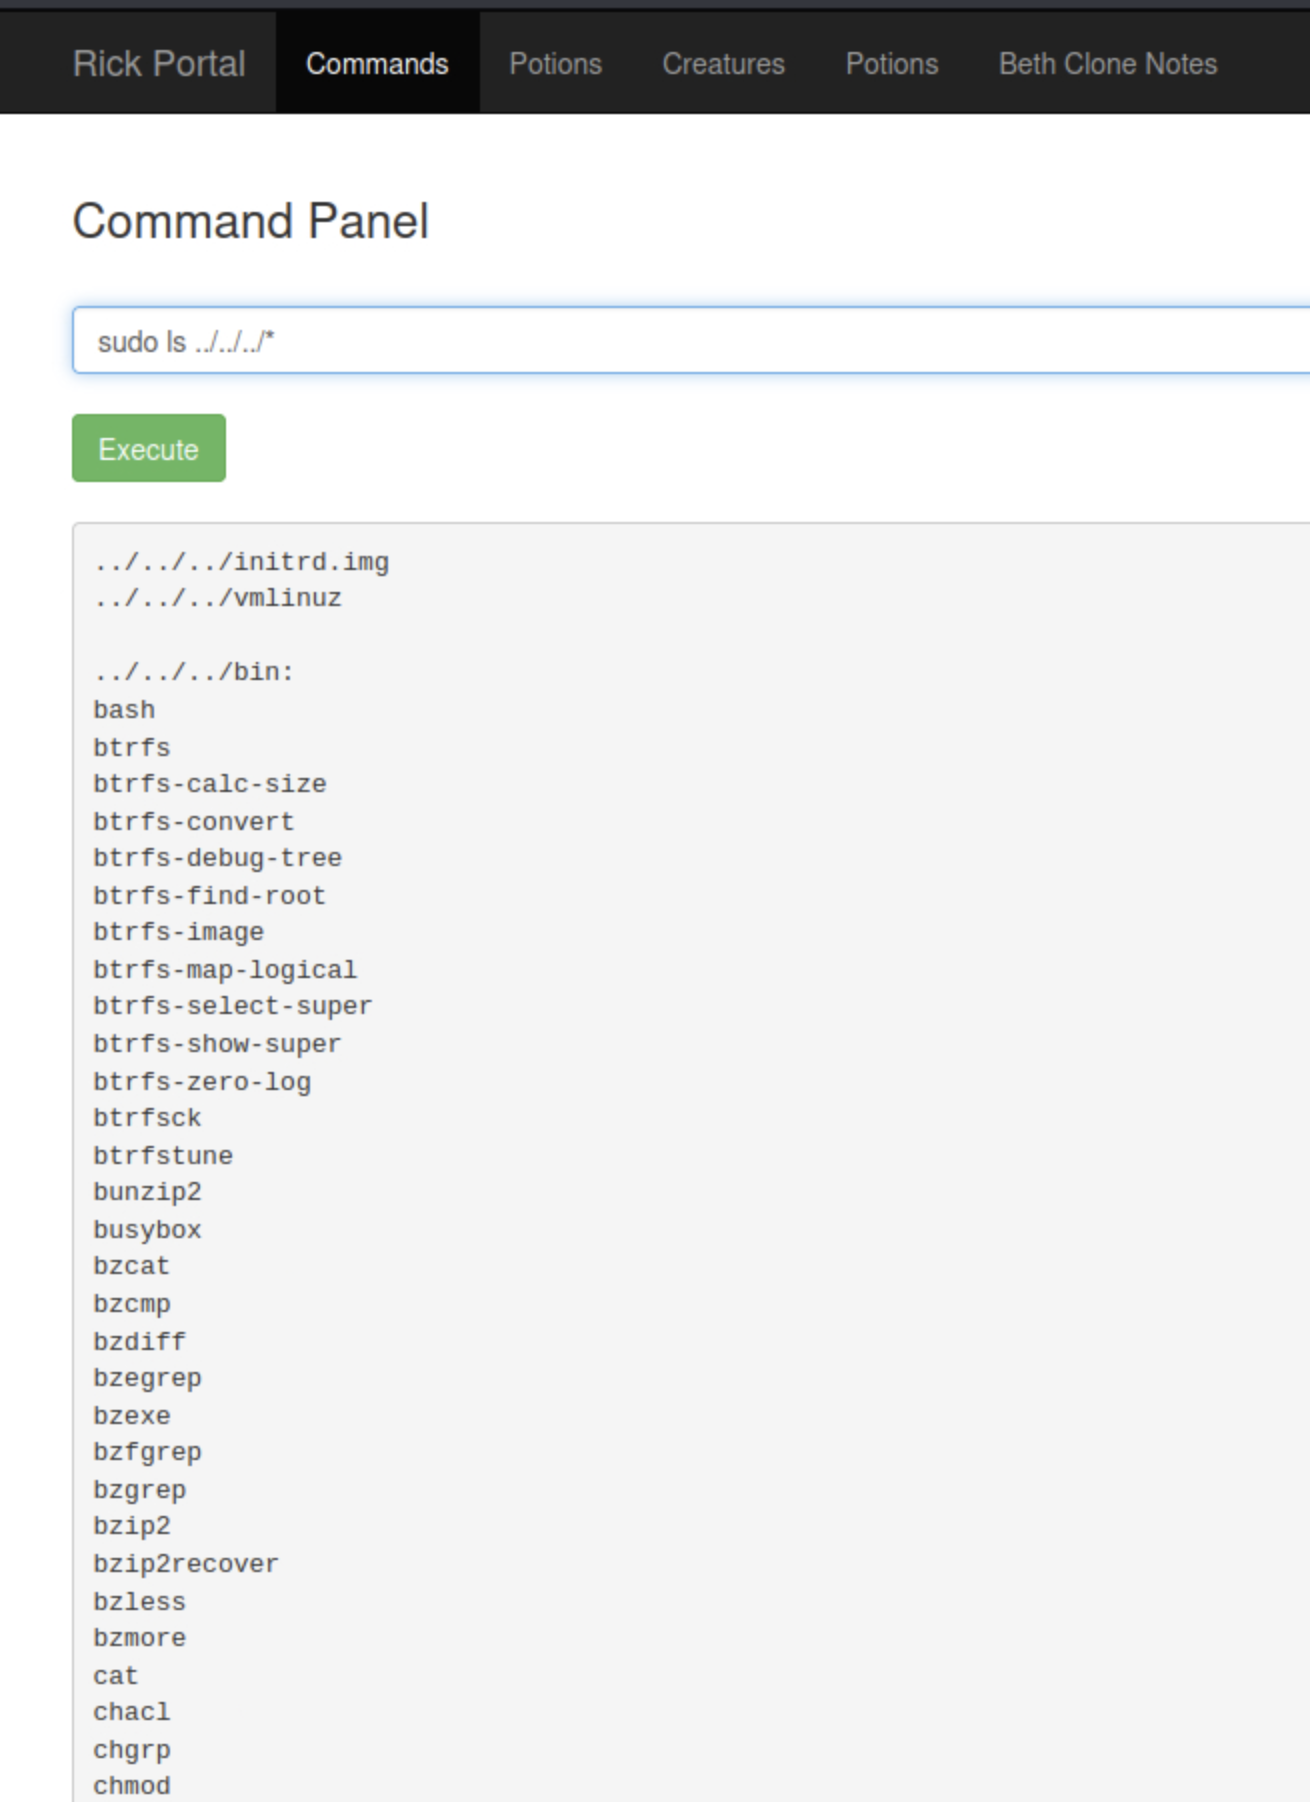 Rick Portal Commands Potions Creatures Potions Beth Clone Notes
Command Panel
sudo ls ../../../*
Execute
../../../initrd.img
../../../vmlinuz
../../../bin:
bash
btrfs
btrfs-calc-size
btrfs-convert
btrfs-debug-tree
btrfs-find-root
btrfs-image
btrfs-map-logical
btrfs-select-super
btrfs-show-super
btrfs-zero-log
btrfsck
btrfstune
bunzip2
busybox
bzcat
bzcmp
bzdiff
bzegrep
bzexe
bzfgrep
bzgrep
bzip2
bzip2recover
bzless
bzmore
cat
chacl
chgrp
chmod